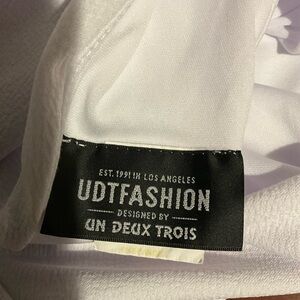 EST. 1991 IN LOS ANGELES
UDTFASHION
DESIGNED BY
UN DEUX TROIS